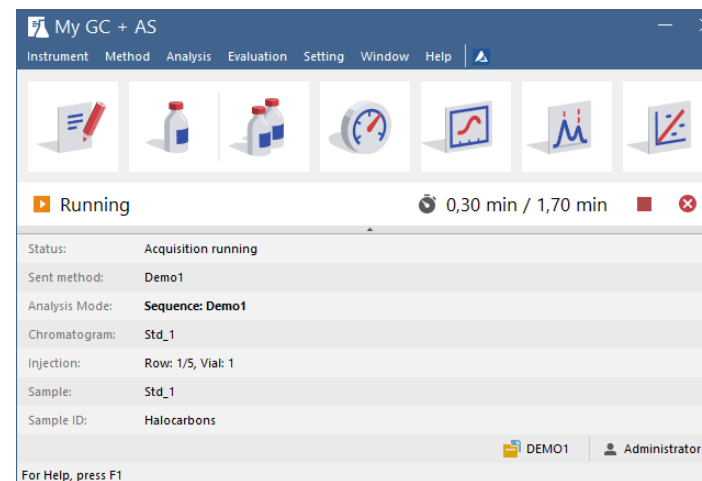 My GC + AS
Instrument Method Analysis Evaluation Setting Window Help
Running 0,30 min / 1,70 min
Status: Acquisition running
Sent method: Demo1
Analysis Mode: Sequence: Demo1
Chromatogram: Std_1
Injection: Row: 1/5, Vial: 1
Sample: Std_1
Sample ID: Halocarbons
DEMO1 Administrator
For Help, press F1